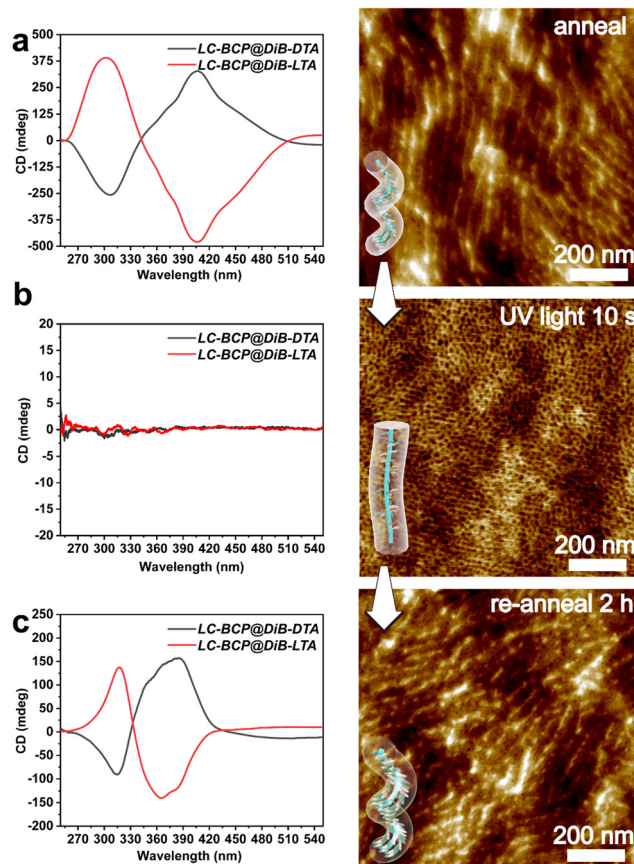 a
500
375
250
125
0
-125
-250
-375
-500
CD (mdeg)
LC-BCP@DiB-DTA
LC-BCP@DiB-LTA
270 300 330 360 390 420 450 480 510 540
Wavelength (nm)
anneal
200 nm
b
20
15
10
5
0
-5
-10
-15
-20
CD (mdeg)
LC-BCP@DiB-DTA
LC-BCP@DiB-LTA
270 300 330 360 390 420 450 480 510 540
Wavelength (nm)
UV light 10 s
200 nm
c
250
200
150
100
50
0
-50
-100
-150
-200
CD (mdeg)
LC-BCP@DiB-DTA
LC-BCP@DiB-LTA
270 300 330 360 390 420 450 480 510 540
Wavelength (nm)
re-anneal 2 h
200 nm